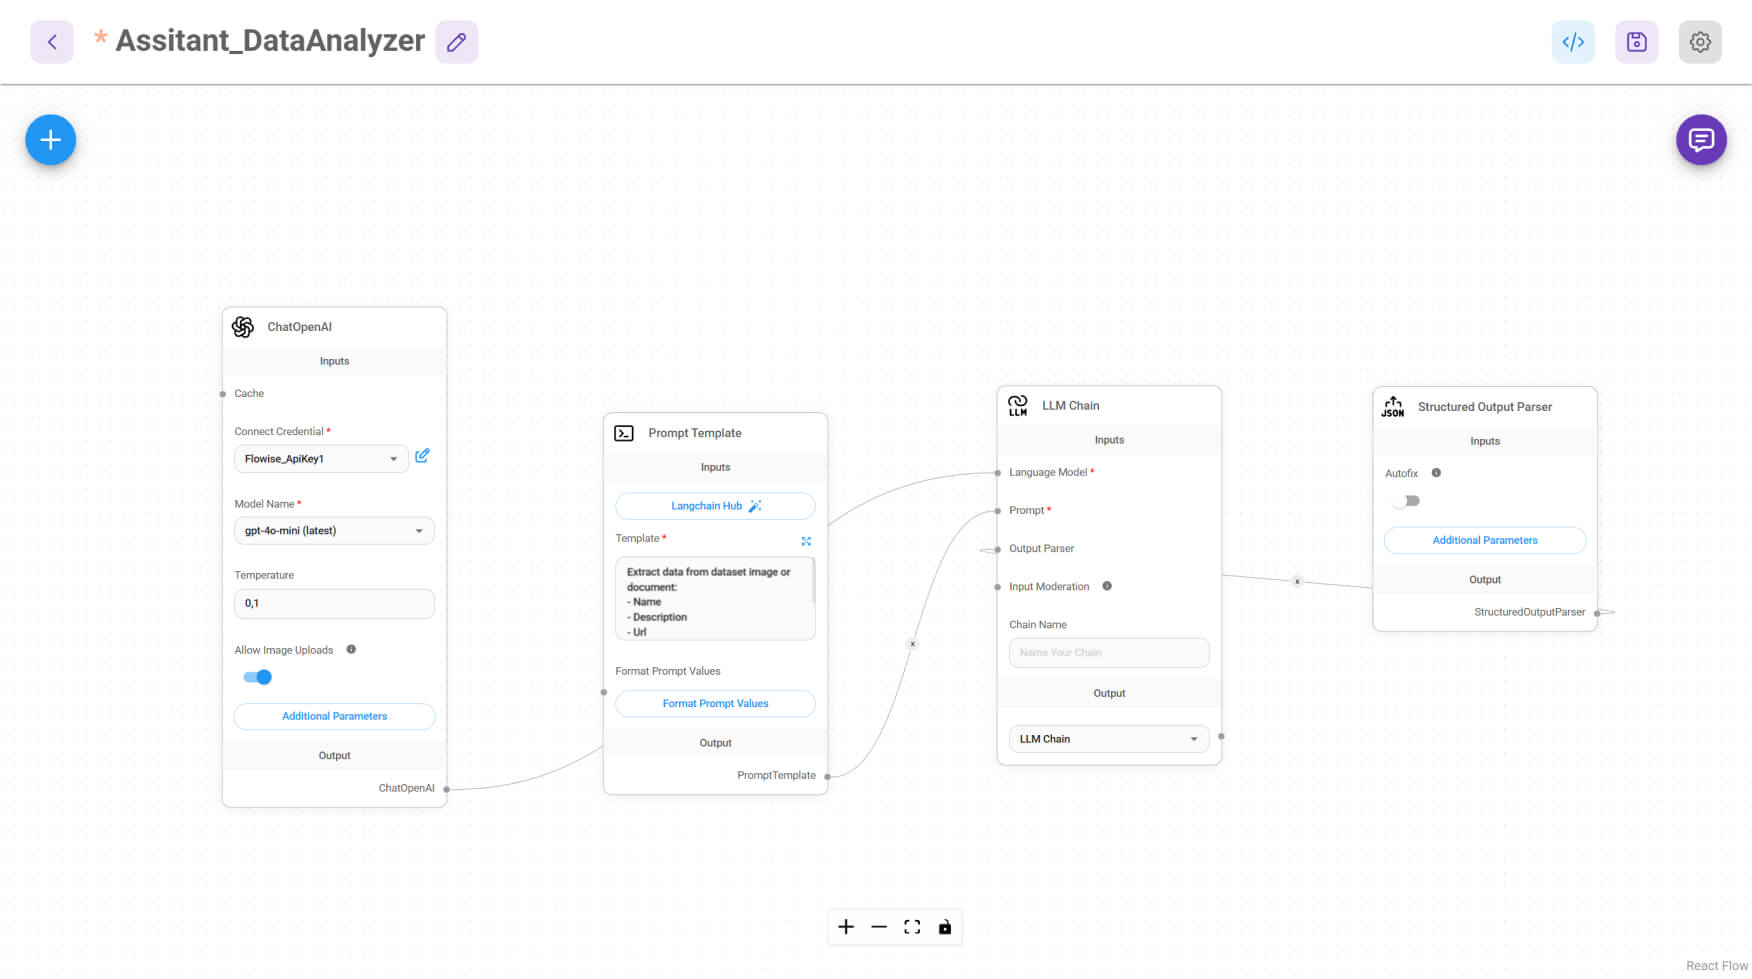 * Assitant_DataAnalyzer
ChatOpenAI
Inputs
Cache
Connect Credential *
Flowise_ApiKey1
Model Name *
gpt-4o-mini (latest)
Temperature
0,1
Allow Image Uploads
Additional Parameters
Output
ChatOpenAI
Prompt Template
Inputs
Langchain Hub
Template *
Extract data from dataset image or
document:
- Name
- Description
- Url
Format Prompt Values
Format Prompt Values
Output
PromptTemplate
x
LLM
LLM Chain
Inputs
Language Model *
Prompt *
Output Parser
Input Moderation
Chain Name
Name Your Chain
Output
LLM Chain
x
JSON
Structured Output Parser
Inputs
Autofix
Additional Parameters
Output
StructuredOutputParser
React Flow